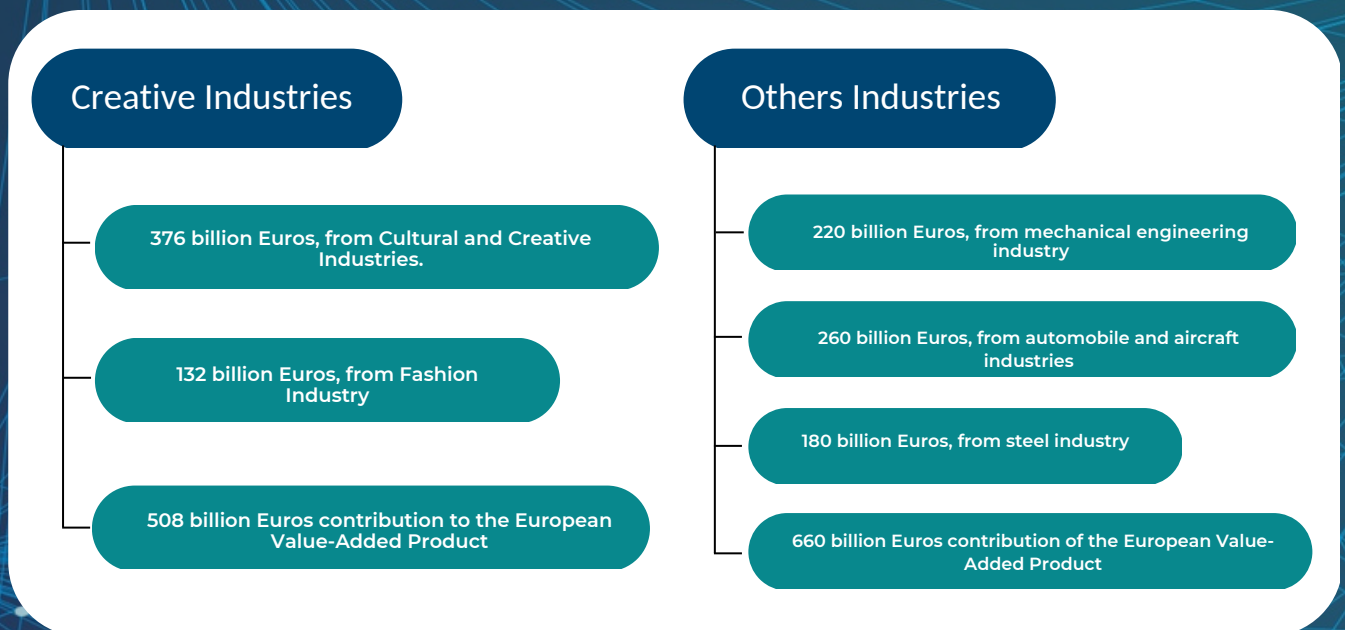 Creative Industries
376 billion Euros, from Cultural and Creative
Industries.
132 billion Euros, from Fashion
Industry
508 billion Euros contribution to the European
Value-Added Product
Others Industries
220 billion Euros, from mechanical engineering
industry
260 billion Euros, from automobile and aircraft
industries
180 billion Euros, from steel industry
660 billion Euros contribution of the European Value-
Added Product